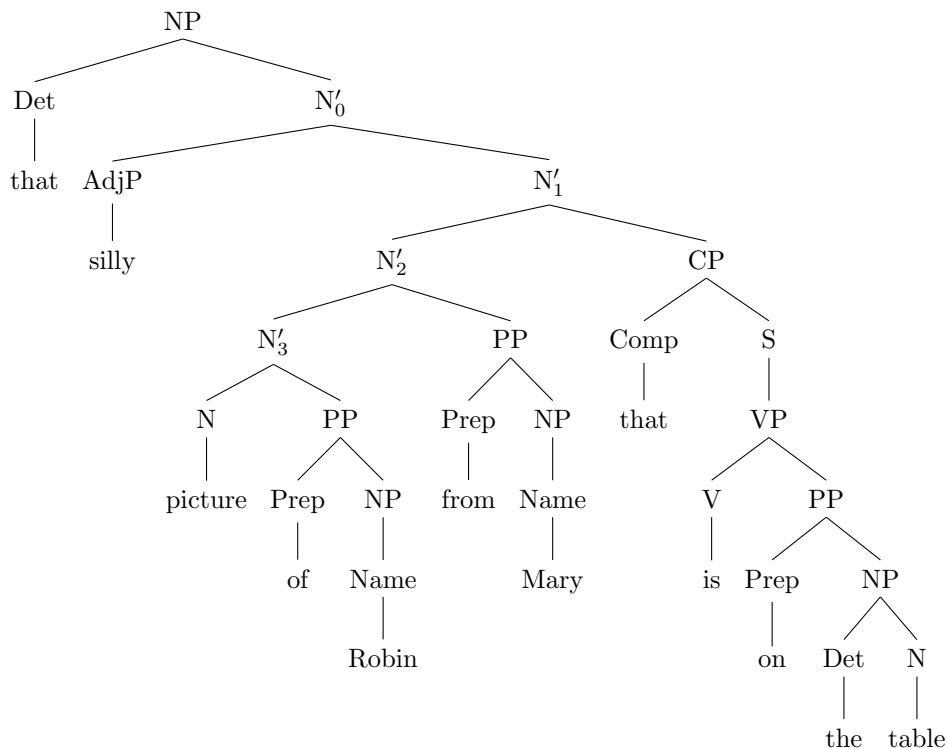 NP
Det N′0
that AdjP N′1
silly N′2 CP
N′3 PP Comp S
N PP Prep NP that VP
picture Prep NP from Name V PP
of Name Mary is Prep NP
Robin on Det N
the table